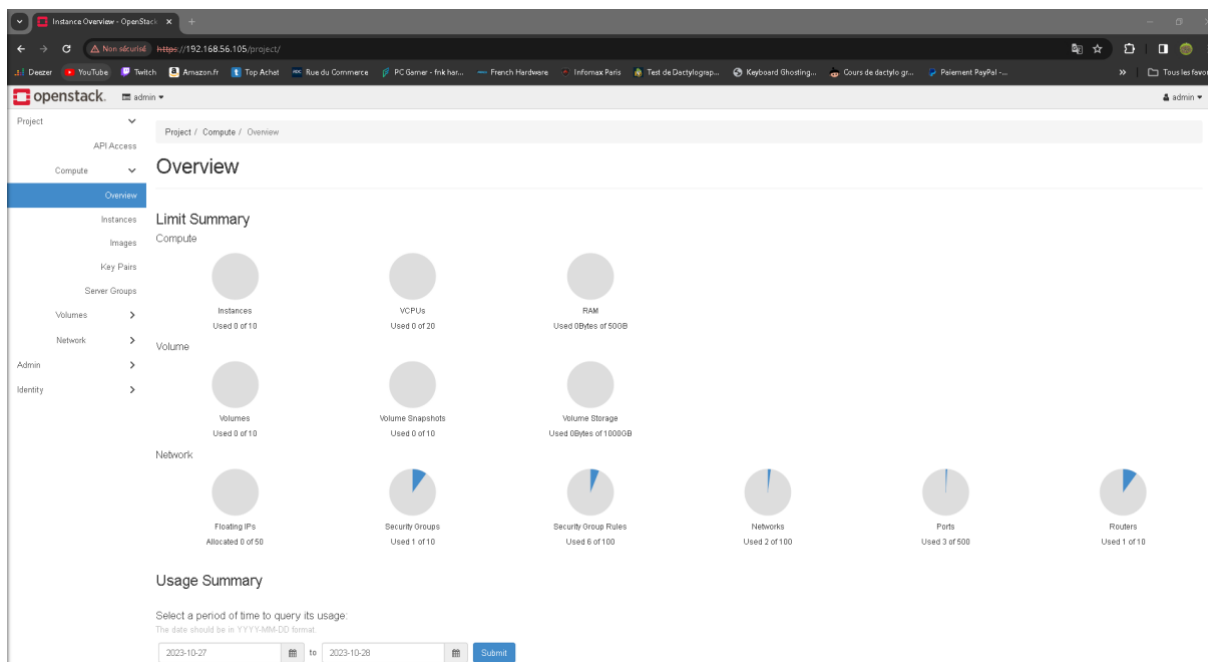 Instance Overview - OpenStack
Non sécurisé https://192.168.56.105/project/
Deezer YouTube Twitch Amazon.fr Top Achat Rue du Commerce PC Gamer - fnk har... French Hardware Infomax Paris Test de Dactylograp... Keyboard Ghosting... Cours de dactylo gr... Paiement PayPal -... » Tous les favor
openstack. admin admin
Project
Project / Compute / Overview
API Access
Compute
Overview
Overview
Instances
Limit Summary
Compute
Images
Key Pairs
Server Groups
Instances VCPUs RAM
Volumes
Used 0 of 10 Used 0 of 20 Used 0Bytes of 50GB
Network
Volume
Admin
Identity
Volumes Volume Snapshots Volume Storage
Used 0 of 10 Used 0 of 10 Used 0Bytes of 1000GB
Network
Floating IPs Security Groups Security Group Rules Networks Ports Routers
Allocated 0 of 50 Used 1 of 10 Used 6 of 100 Used 2 of 100 Used 3 of 500 Used 1 of 10
Usage Summary
Select a period of time to query its usage:
The date should be in YYYY-MM-DD format.
2023-10-27 to 2023-10-28 Submit